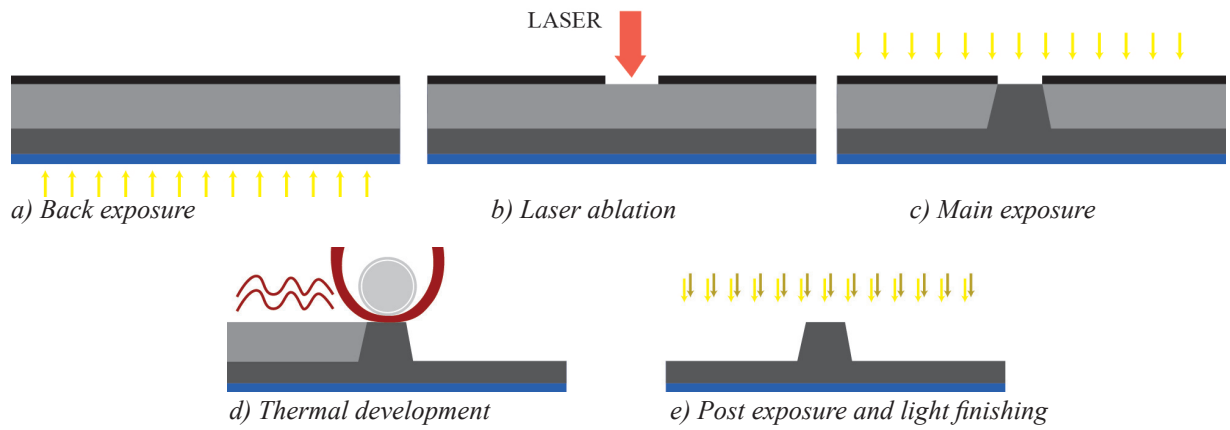 LASER
a) Back exposure
b) Laser ablation
c) Main exposure
d) Thermal development
e) Post exposure and light finishing